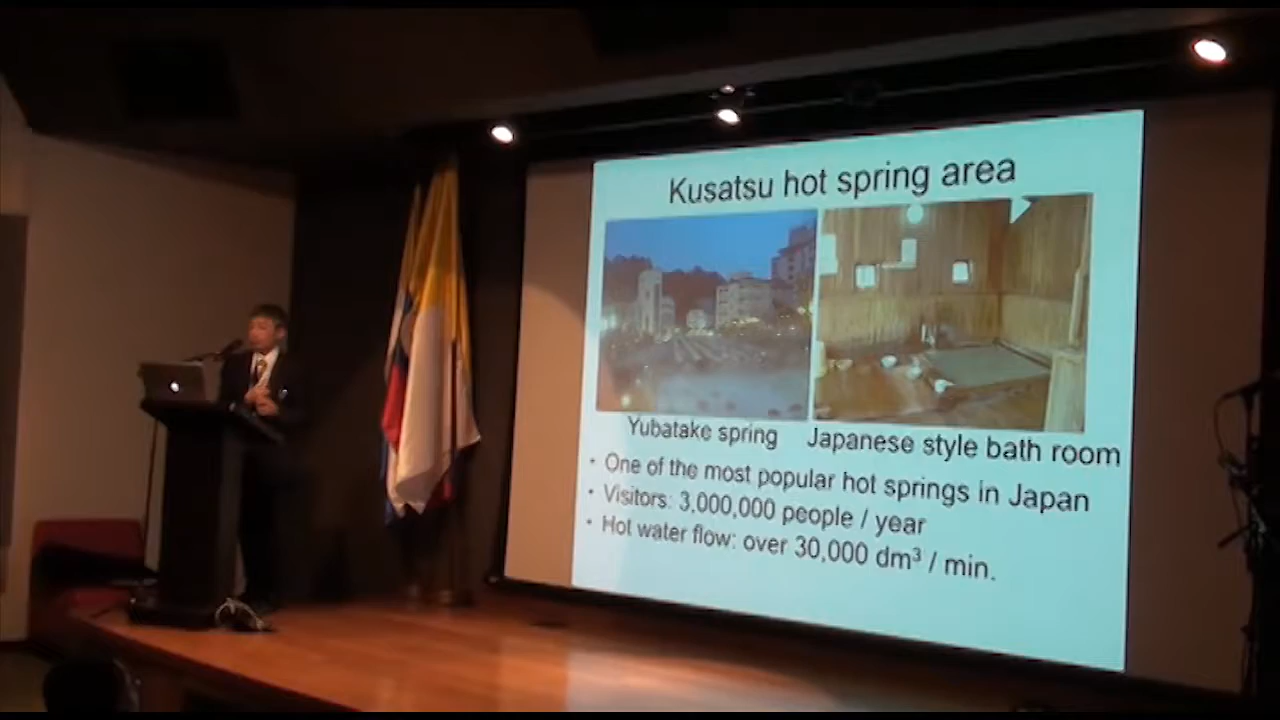 Kusatsu hot spring area
Yubatake spring
Japanese style bath room
• One of the most popular hot springs in Japan
• Visitors: 3,000,000 people / year
• Hot water flow: over 30,000 dm³ / min.